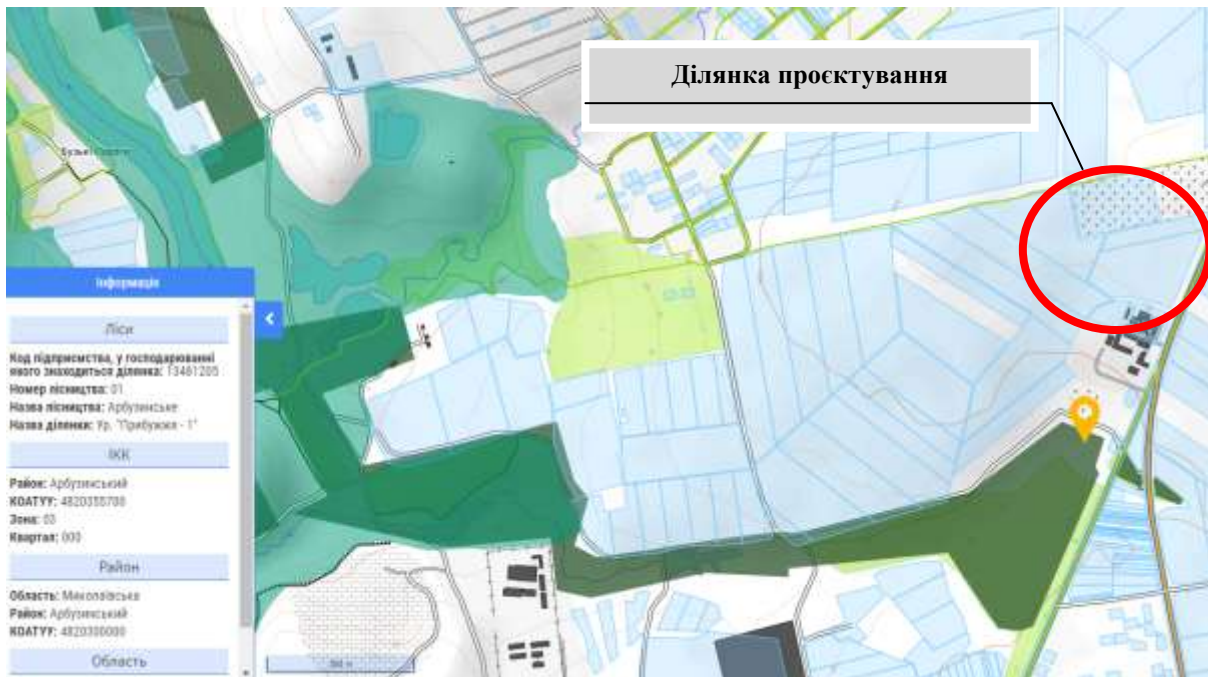 Ділянка проєктування
Інформація
Ліси
Код підприємства, у господарюванні
якого знаходиться ділянка: 13461205
Номер лісництва: 01
Назва лісництва: Арбузинське
Назва ділянки: Ур. "Прибужжя - 1"
ІКК
Район: Арбузинський
КОАТУУ: 4820355700
Зона: 03
Квартал: 000
Район
Область: Миколаївська
Район: Арбузинський
КОАТУУ: 4820300000
Область